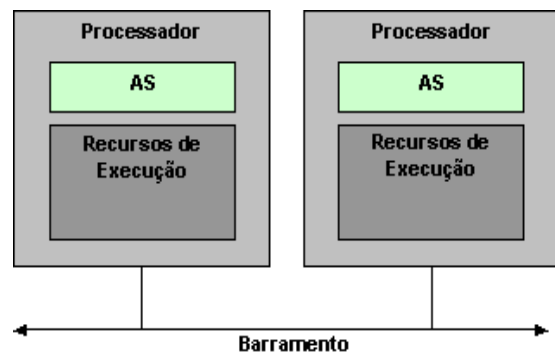 Processador
AS
Recursos de
Execução
Processador
AS
Recursos de
Execução
Barramento